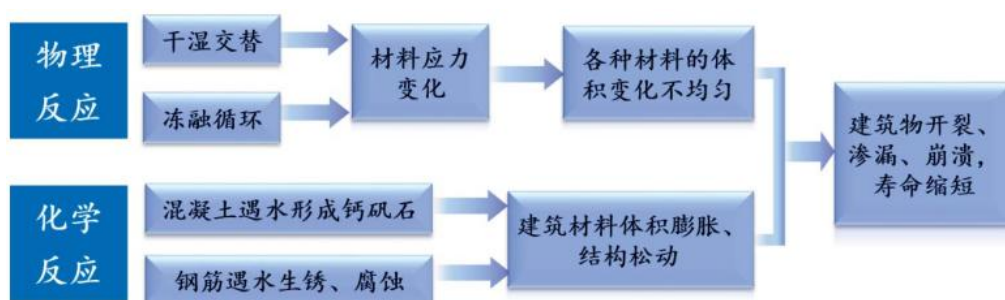 物理
反应
干湿交替
冻融循环
材料应力
变化
各种材料的体
积变化不均匀
化学
反应
混凝土遇水形成钙矾石
钢筋遇水生锈、腐蚀
建筑材料体积膨胀、
结构松动
建筑物开裂、
渗漏、崩溃，
寿命缩短